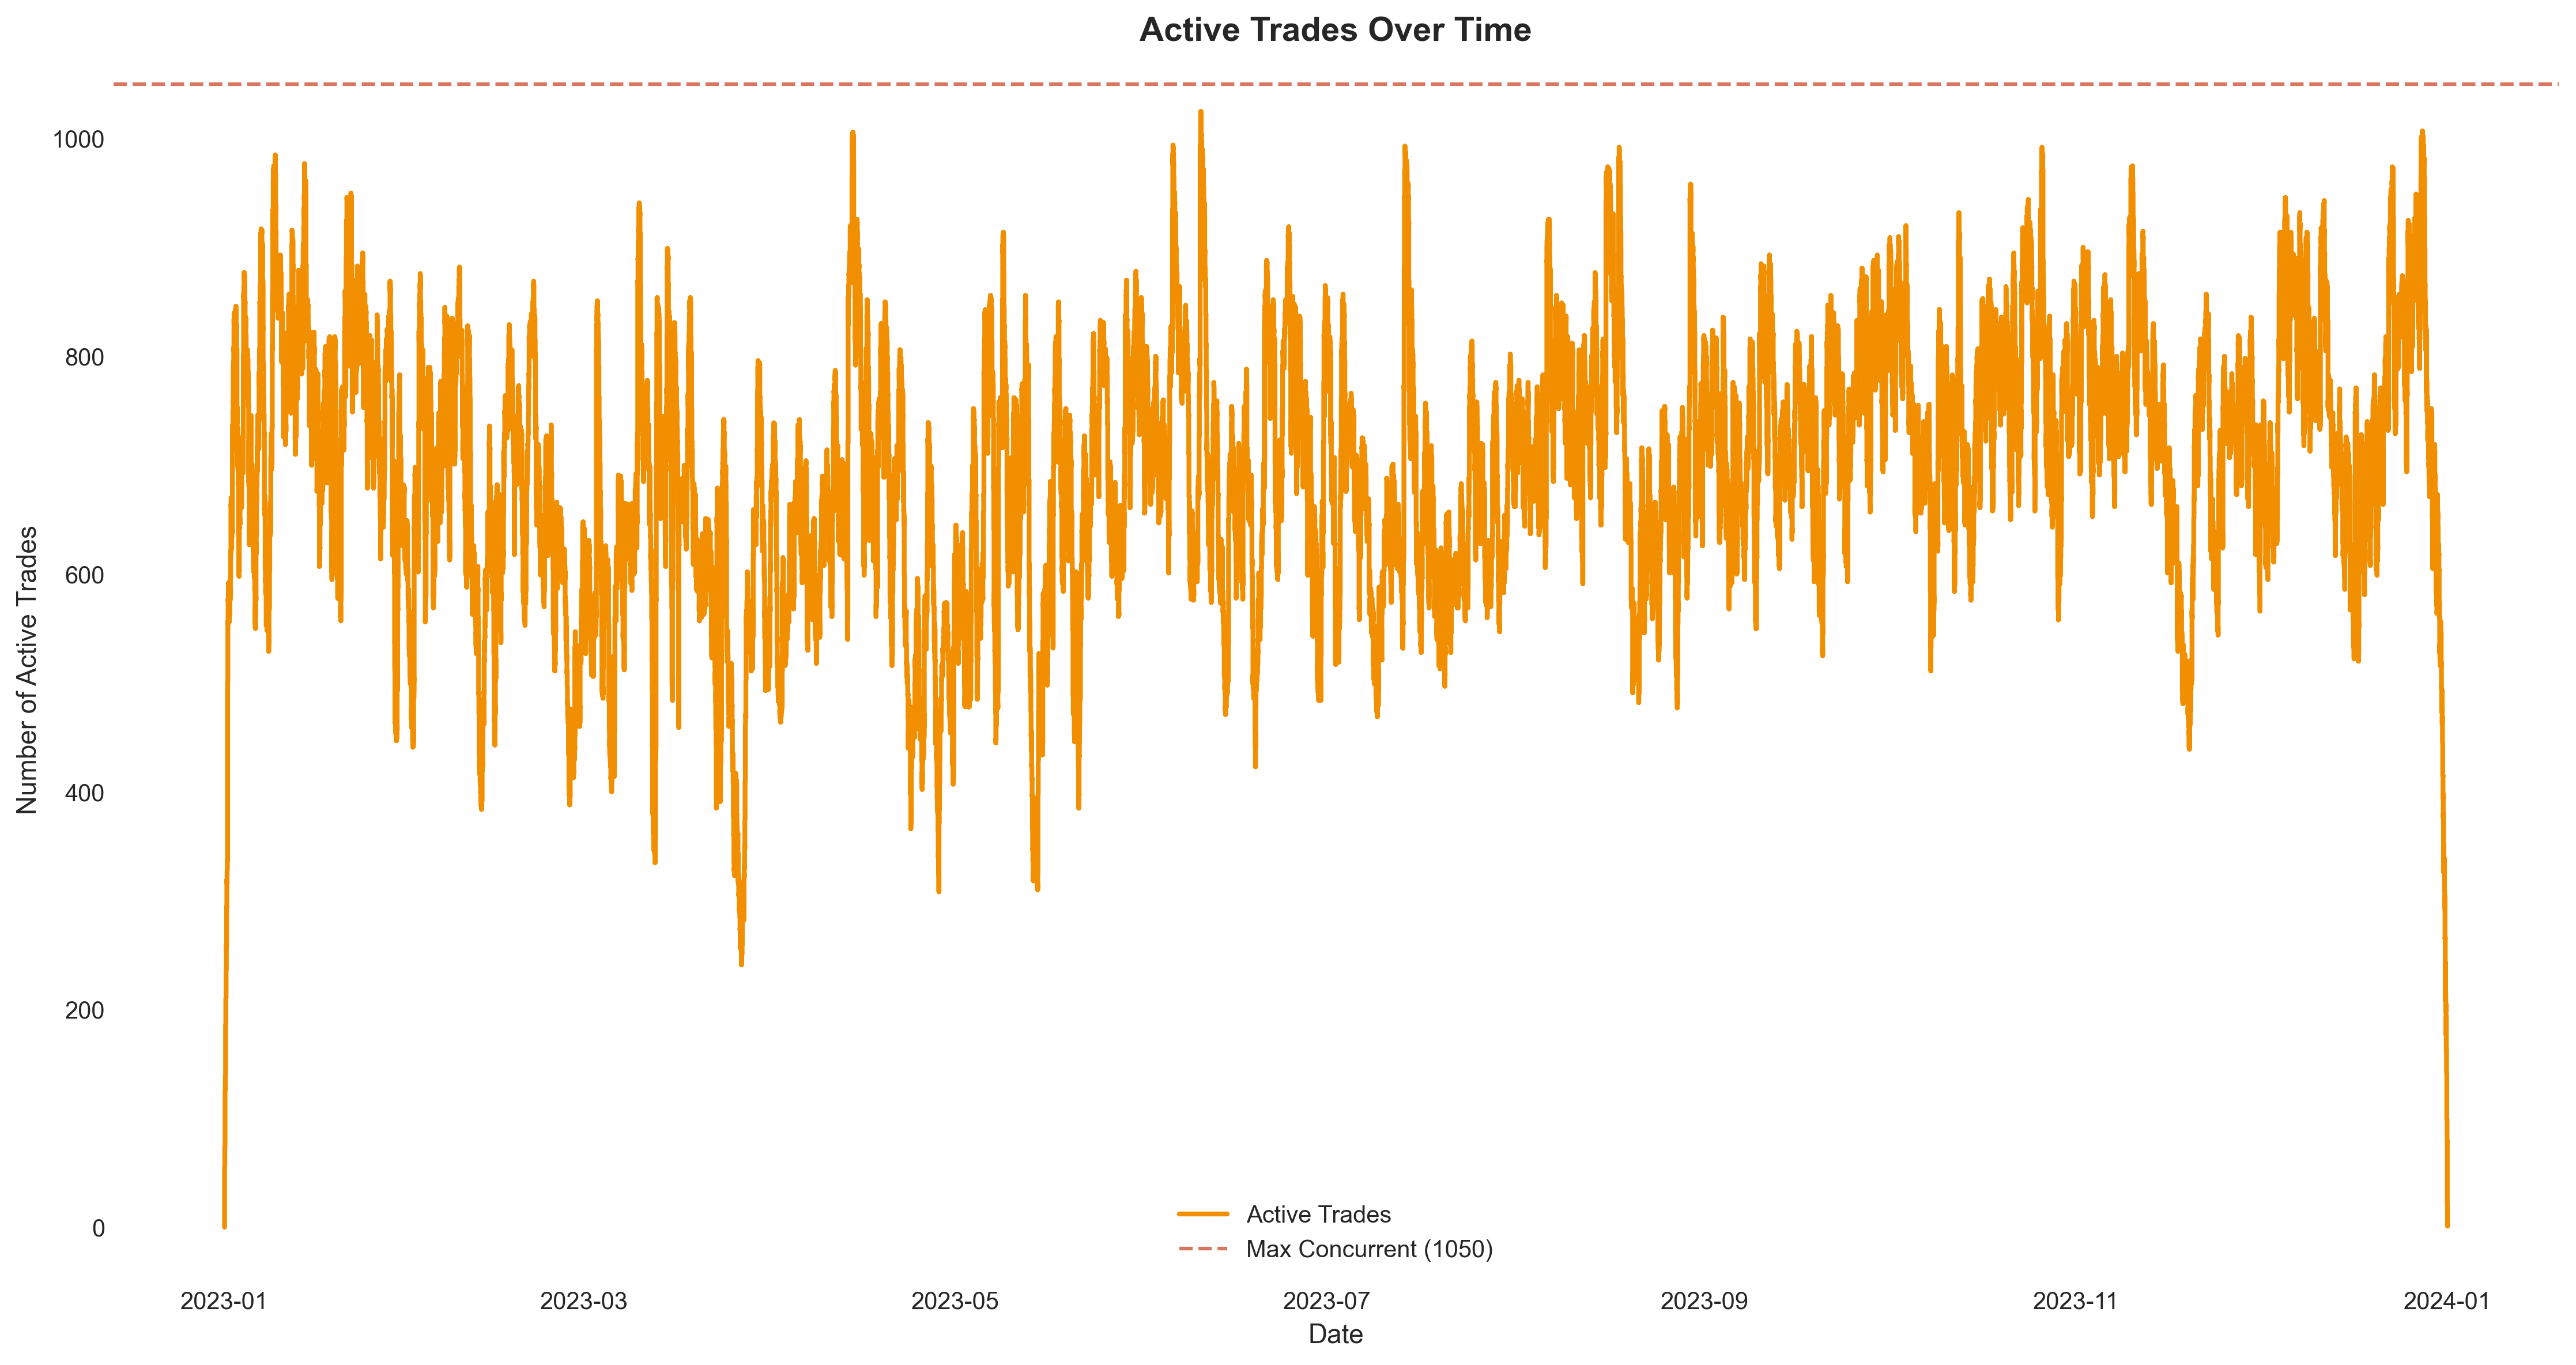 Active Trades Over Time
Number of Active Trades
1000
800
600
400
200
0
Active Trades
Max Concurrent (1050)
2023-01
2023-03
2023-05
2023-07
2023-09
2023-11
2024-01
Date